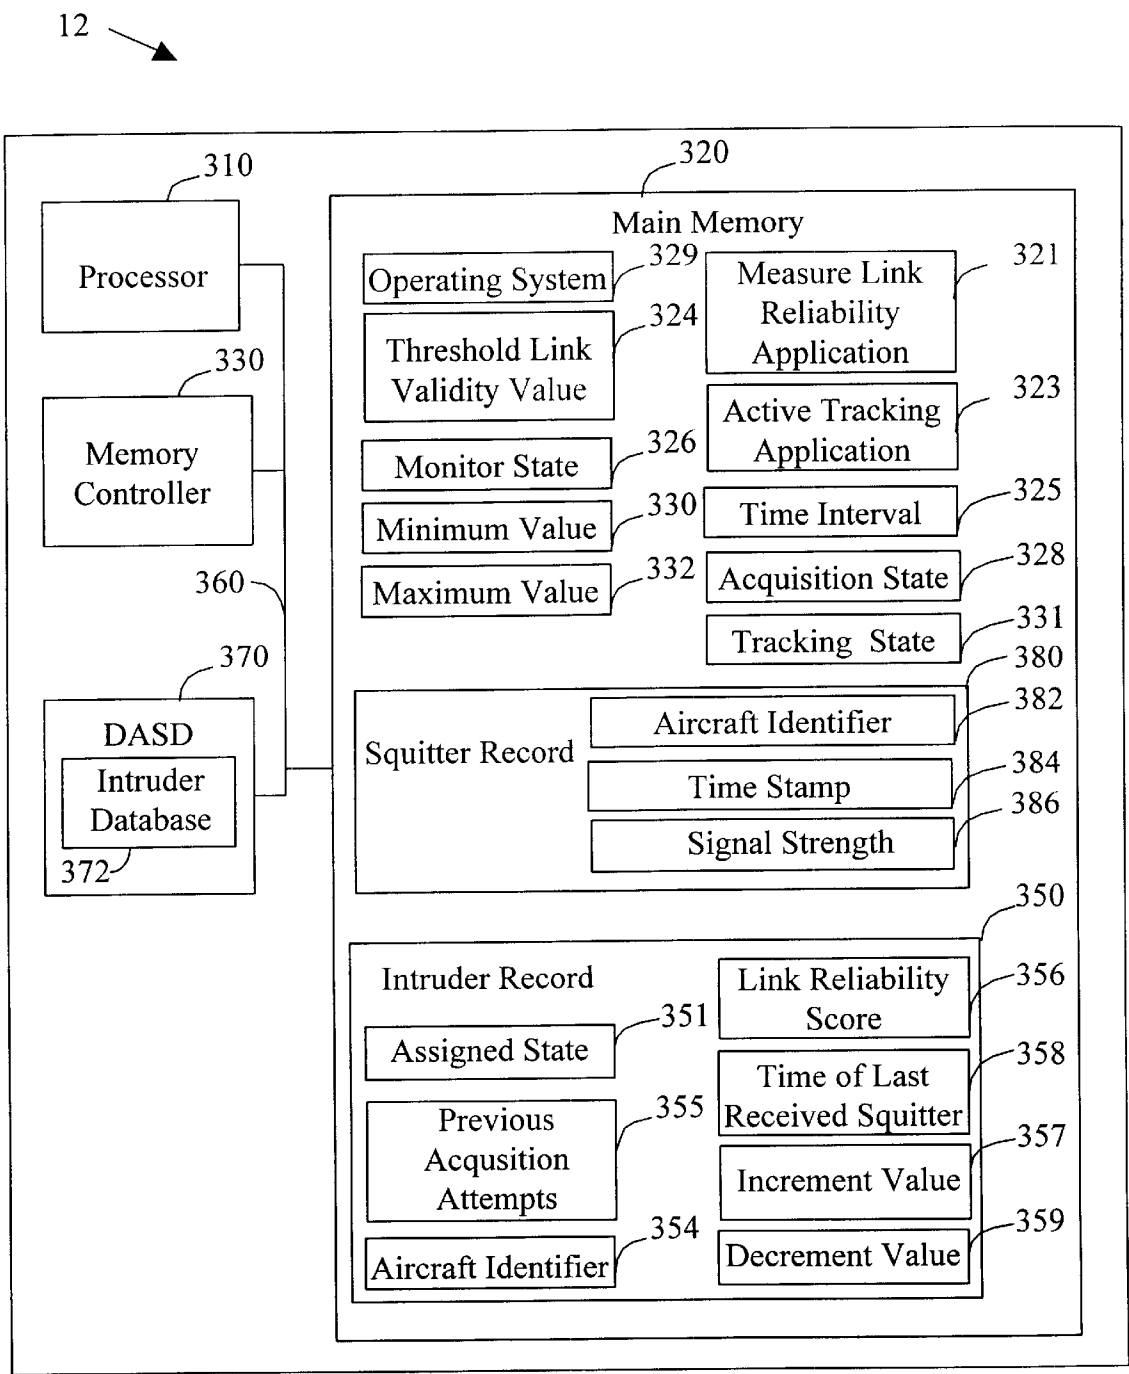 12
310
Processor
330
Memory
Controller
360
370
DASD
Intruder
Database
372
320
Main Memory
Operating System
329
Threshold Link
Validity Value
324
Monitor State
326
Minimum Value
330
Maximum Value
332
Measure Link
Reliability
Application
321
Active Tracking
Application
323
Time Interval
325
Acquisition State
328
Tracking State
331
380
Squitter Record
Aircraft Identifier
382
Time Stamp
384
Signal Strength
386
350
Intruder Record
Assigned State
351
Previous
Acqusition
Attempts
355
Aircraft Identifier
354
Link Reliability
Score
356
Time of Last
Received Squitter
358
Increment Value
357
Decrement Value
359